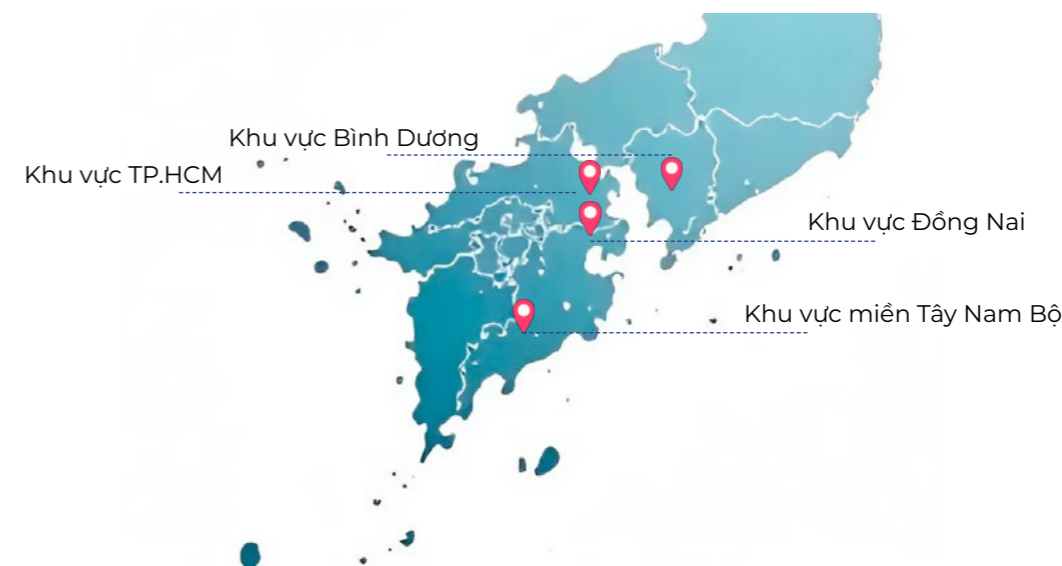 Khu vực Bình Dương
Khu vực TP.HCM
Khu vực Đồng Nai
Khu vực miền Tây Nam Bộ